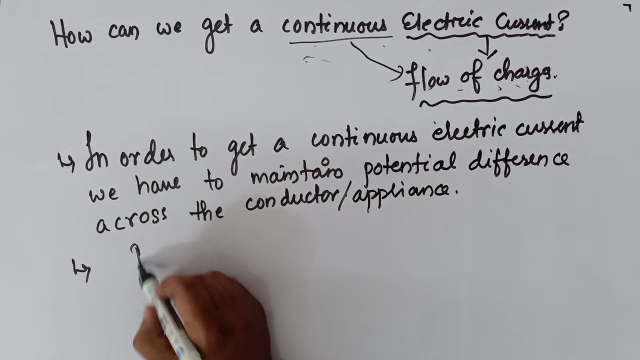 How can we get a continuous Electric Current?
flow of charge.
↳ In order to get a continuous electric current
we have to maintain potential difference
across the conductor/appliance.
↳